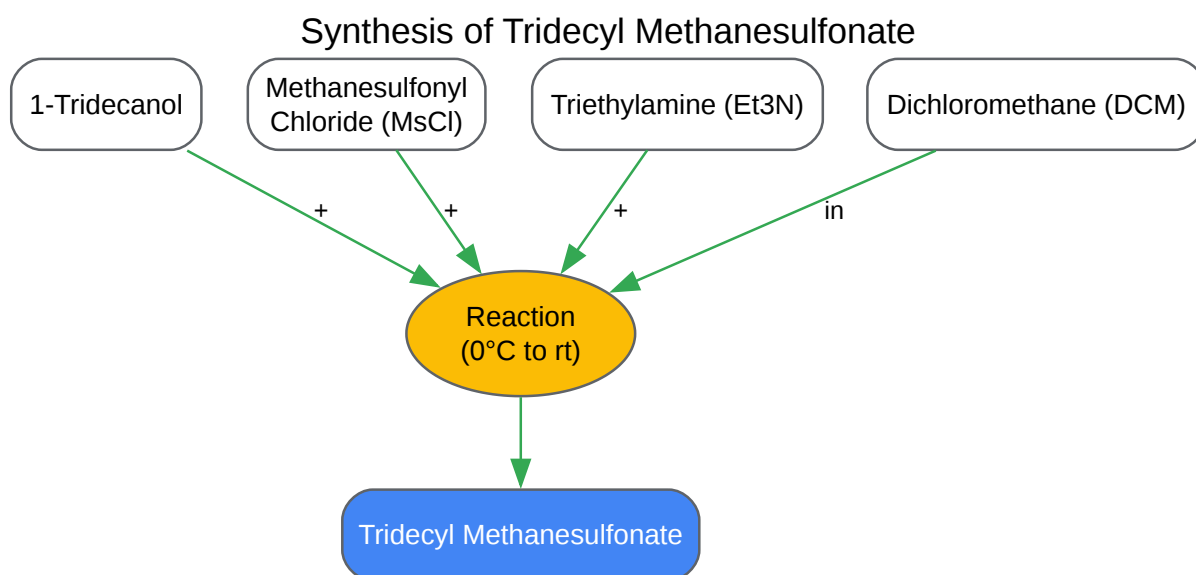 Synthesis of Tridecyl Methanesulfonate
1-Tridecanol
Methanesulfonyl
Chloride (MsCl)
Triethylamine (Et3N)
Dichloromethane (DCM)
+
+
+
in
Reaction
(0°C to rt)
Tridecyl Methanesulfonate